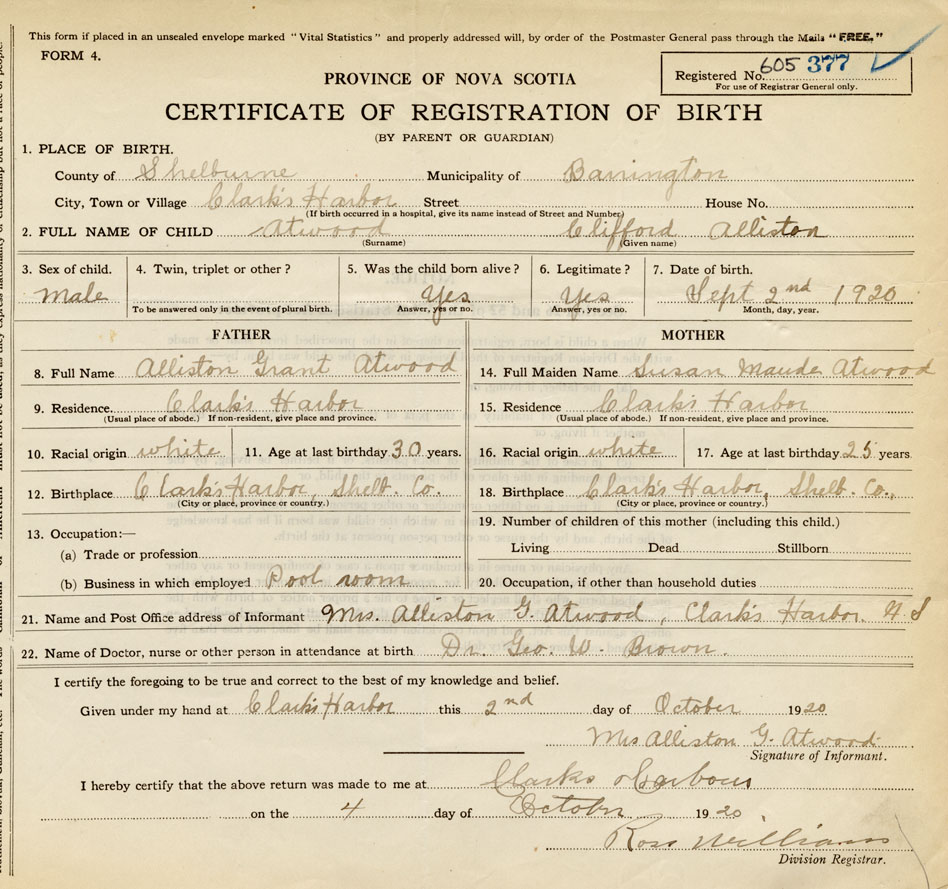 This form if placed in an unsealed envelope marked "Vital Statistics" and properly addressed will, by order of the Postmaster General pass through the Mails "FREE."
FORM 4.
Registered No. 605 377
For use of Registrar General only.
PROVINCE OF NOVA SCOTIA
CERTIFICATE OF REGISTRATION OF BIRTH
(BY PARENT OR GUARDIAN)
1. PLACE OF BIRTH.
County of Shelburne Municipality of Barrington
City, Town or Village Clark's Harbor Street House No.
(If birth occurred in a hospital, give its name instead of Street and Number)
2. FULL NAME OF CHILD Atwood Clifford Alliston
(Surname) (Given name)
3. Sex of child. 4. Twin, triplet or other? 5. Was the child born alive? 6. Legitimate? 7. Date of birth.
male Yes Yes Sept 2nd 1920
To be answered only in the event of plural birth. Answer, yes or no. Answer, yes or no. Month, day, year.
FATHER MOTHER
8. Full Name Alliston Grant Atwood 14. Full Maiden Name Susan Maude Atwood
9. Residence Clark's Harbor 15. Residence Clark's Harbor
(Usual place of abode.) If non-resident, give place and province. (Usual place of abode.) If non-resident, give place and province.
10. Racial origin white 11. Age at last birthday 30 years. 16. Racial origin white 17. Age at last birthday 25 years
12. Birthplace Clark's Harbor, Shelb. Co. 18. Birthplace Clark's Harbor, Shelb. Co.,
(City or place, province or country.) (City or place, province or country.)
13. Occupation:— 19. Number of children of this mother (including this child.)
(a) Trade or profession Living Dead Stillborn
(b) Business in which employed Pool room 20. Occupation, if other than household duties
21. Name and Post Office address of Informant Mrs. Alliston G. Atwood, Clark's Harbor. N S
22. Name of Doctor, nurse or other person in attendance at birth Dr. Geo. W. Brown.
I certify the foregoing to be true and correct to the best of my knowledge and belief.
Given under my hand at Clark's Harbor this 2nd day of October 1920
Mrs Alliston G. Atwood
Signature of Informant.
I hereby certify that the above return was made to me at Clarks Harbour
on the 4 day of October 1920
Ross Williams
Division Registrar.